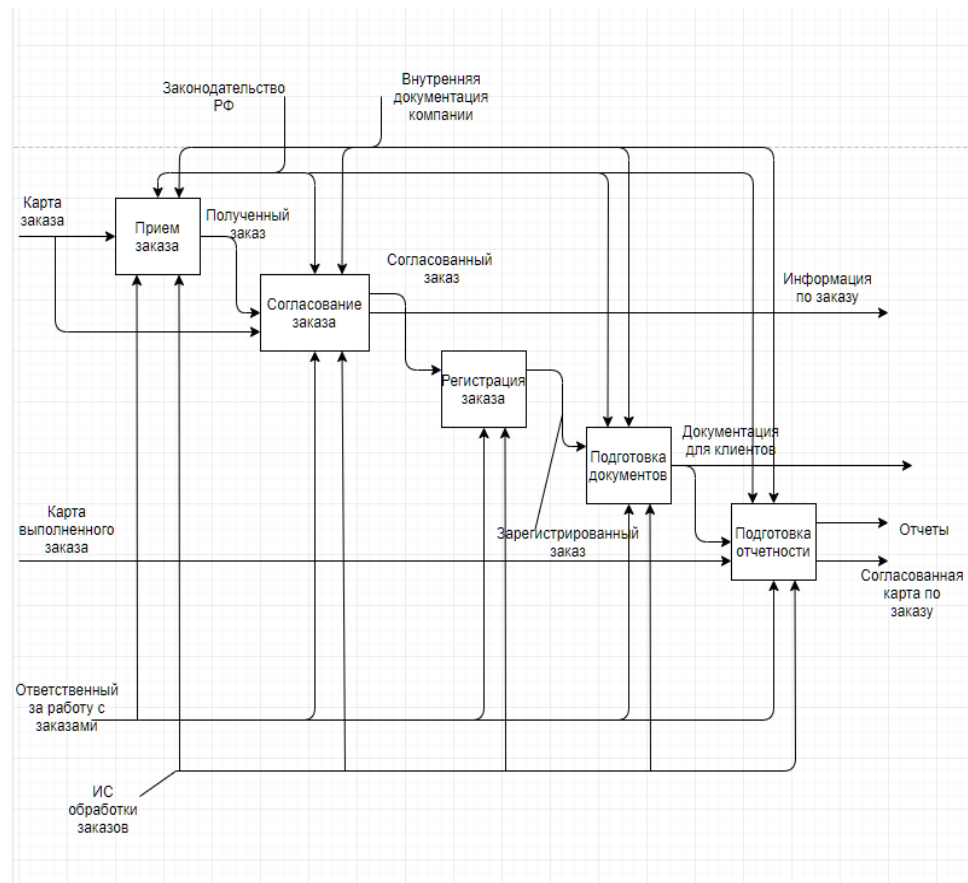 Законодательство
РФ
Внутренняя
документация
компании
Карта
заказа
Прием
заказа
Полученный
заказ
Согласование
заказа
Согласованный
заказ
Информация
по заказу
Регистрация
заказа
Подготовка
документов
Документация
для клиентов
Карта
выполненного
заказа
Зарегистрированный
заказ
Подготовка
отчетности
Отчеты
Согласованная
карта по
заказу
Ответственный
за работу с
заказами
ИС
обработки
заказов